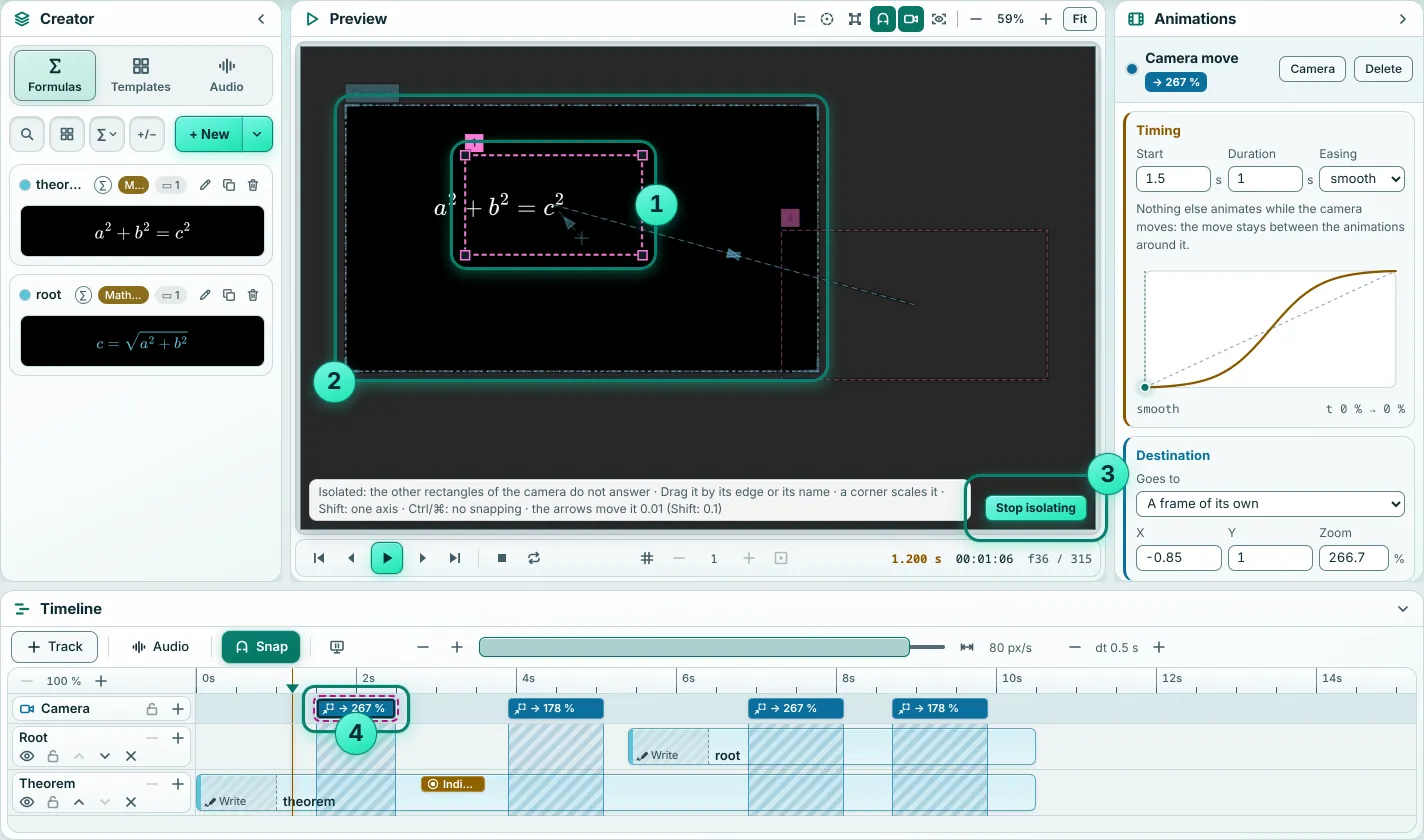 Creator
Formulas
Templates
Audio
Σ
+/−
+ New
theor...
M...
1
a² + b² = c²
root
Math...
1
c = √a² + b²
Preview
59%
Fit
a² + b² = c²
1
2
3
4
Isolated: the other rectangles of the camera do not answer · Drag it by its edge or its name · a corner scales it ·
Shift: one axis · Ctrl/⌘: no snapping · the arrows move it 0.01 (Shift: 0.1)
Stop isolating
1
1.200 s
00:01:06
f36 / 315
Animations
Camera move
→ 267 %
Camera
Delete
Timing
Start
Duration
Easing
1.5
s
1
s
smooth
Nothing else animates while the camera
moves: the move stays between the animations
around it.
smooth
t 0 % → 0 %
Destination
Goes to
A frame of its own
X
Y
Zoom
-0.85
1
266.7
%
Timeline
Track
Audio
Snap
80 px/s
dt 0.5 s
100 %
0s
2s
4s
6s
8s
10s
12s
14s
Camera
→ 267 %
→ 178 %
→ 267 %
→ 178 %
4
Root
Write
root
Theorem
Write
theorem
Indi...